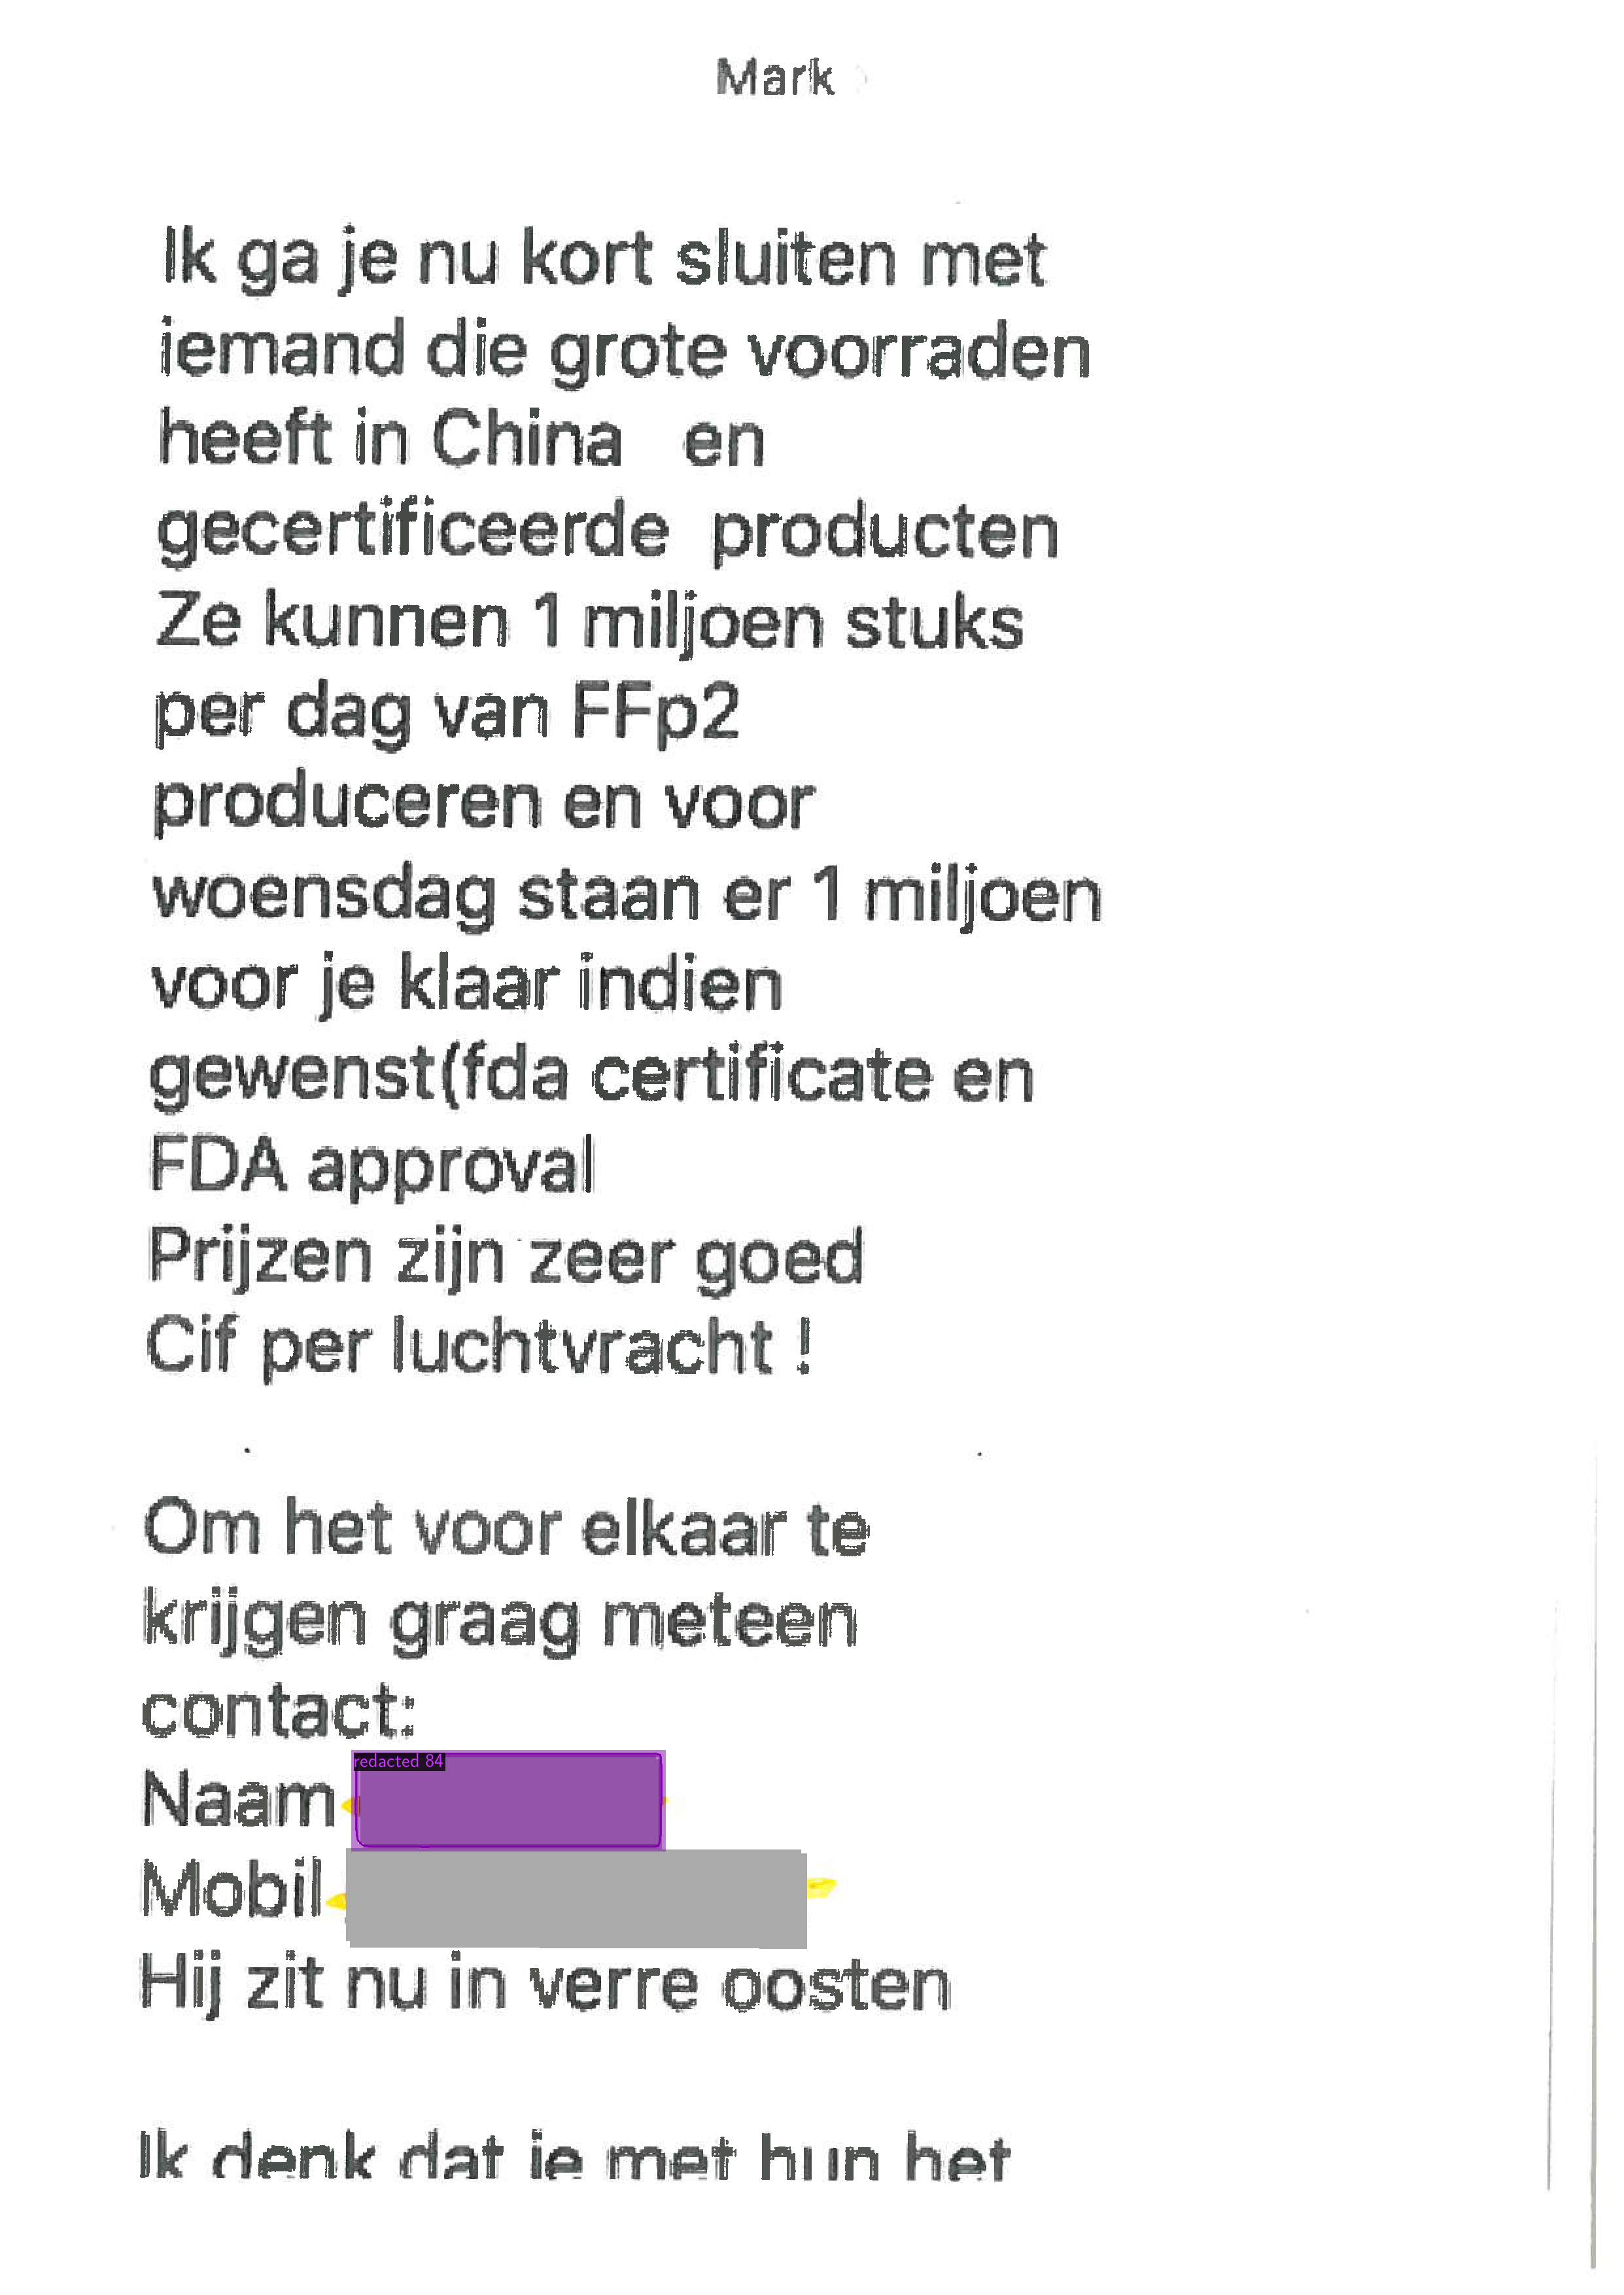 Mark
Ik ga je nu kort sluiten met
iemand die grote voorraden
heeft in China en
gecertificeerde producten
Ze kunnen 1 miljoen stuks
per dag van FFp2
produceren en voor
woensdag staan er 1 miljoen
voor je klaar indien
gewenst(fda certificate en
FDA approval
Prijzen zijn zeer goed
Cif per luchtvracht !
Om het voor elkaar te
krijgen graag meteen
contact:
Naam
redacted 84
Mobil
Hij zit nu in verre oosten
Ik denk dat je met hun het